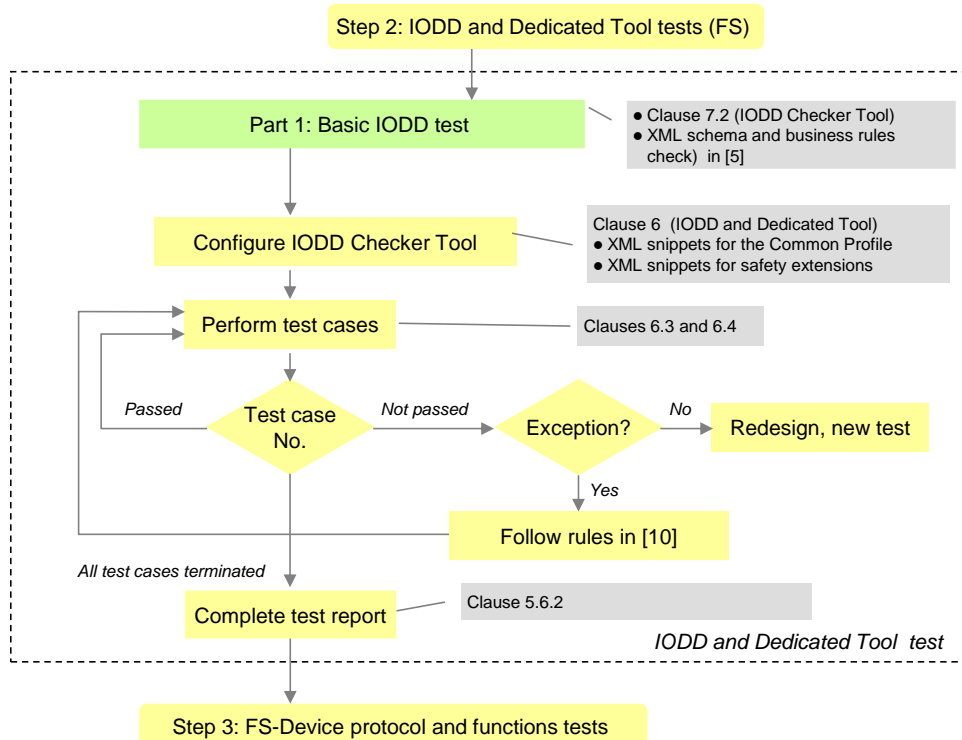 Step 2: IODD and Dedicated Tool tests (FS)
Part 1: Basic IODD test
● Clause 7.2 (IODD Checker Tool)
● XML schema and business rules
check)  in [5]
Configure IODD Checker Tool
Clause 6  (IODD and Dedicated Tool)
● XML snippets for the Common Profile
● XML snippets for safety extensions
Perform test cases
Clauses 6.3 and 6.4
Passed
Test case
No.
Not passed
Exception?
No
Redesign, new test
Yes
Follow rules in [10]
All test cases terminated
Complete test report
Clause 5.6.2
IODD and Dedicated Tool  test
Step 3: FS-Device protocol and functions tests